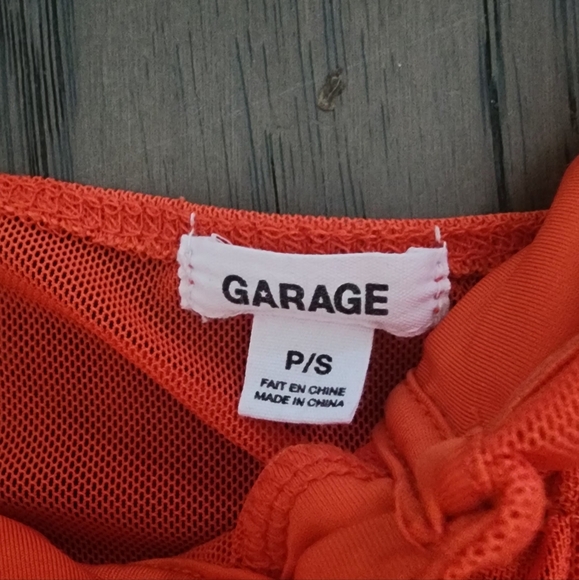 GARAGE
P/S
FAIT EN CHINE
MADE IN CHINA